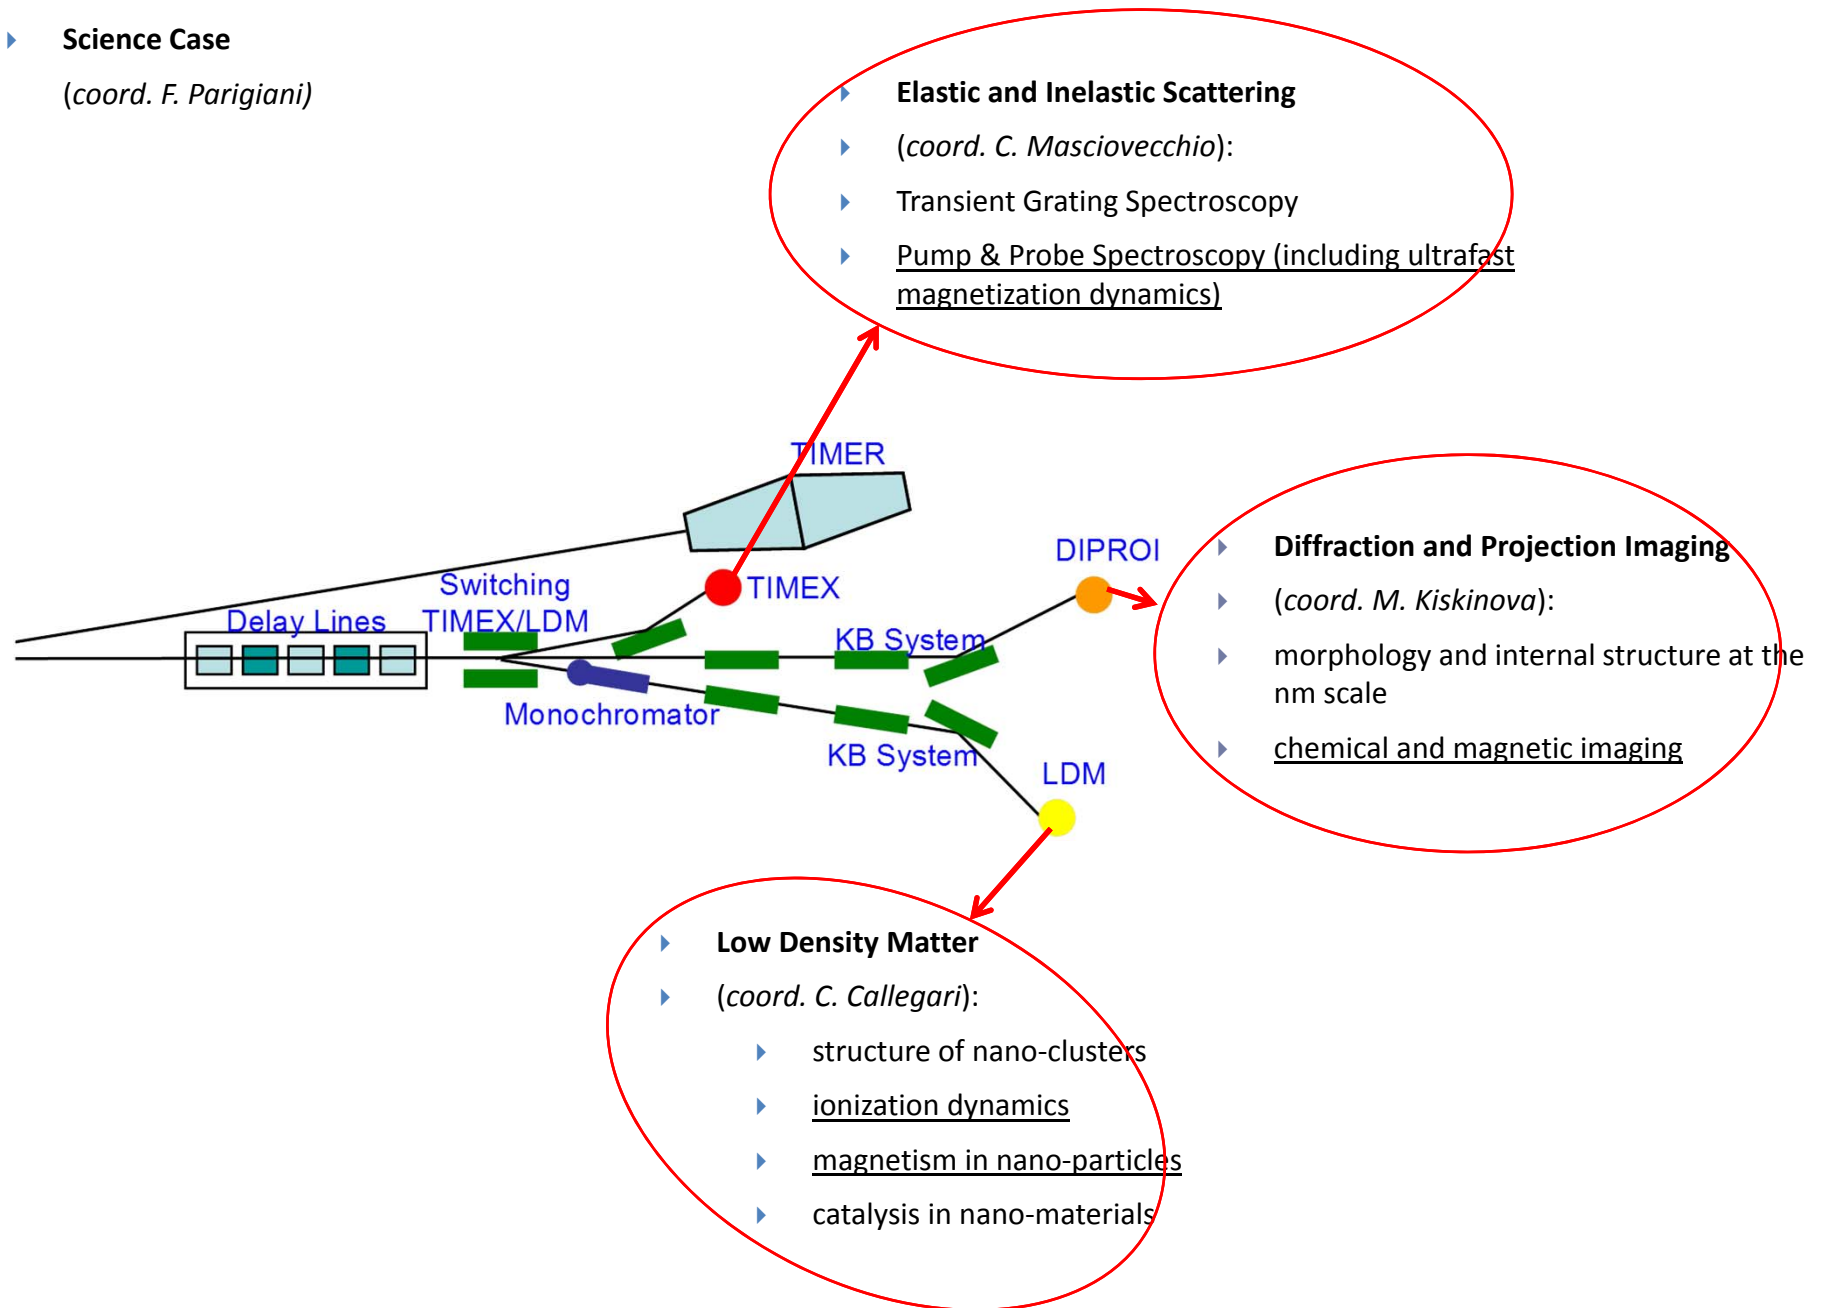 Science Case
(coord. F. Parigiani)
Elastic and Inelastic Scattering
(coord. C. Masciovecchio):
Transient Grating Spectroscopy
Pump & Probe Spectroscopy (including ultrafast
magnetization dynamics)
TIMER
DIPROI
Switching
TIMEX/LDM
TIMEX
Delay Lines
KB System
Monochromator
KB System
LDM
Diffraction and Projection Imaging
(coord. M. Kiskinova):
morphology and internal structure at the
nm scale
chemical and magnetic imaging
Low Density Matter
(coord. C. Callegari):
structure of nano-clusters
ionization dynamics
magnetism in nano-particles
catalysis in nano-materials